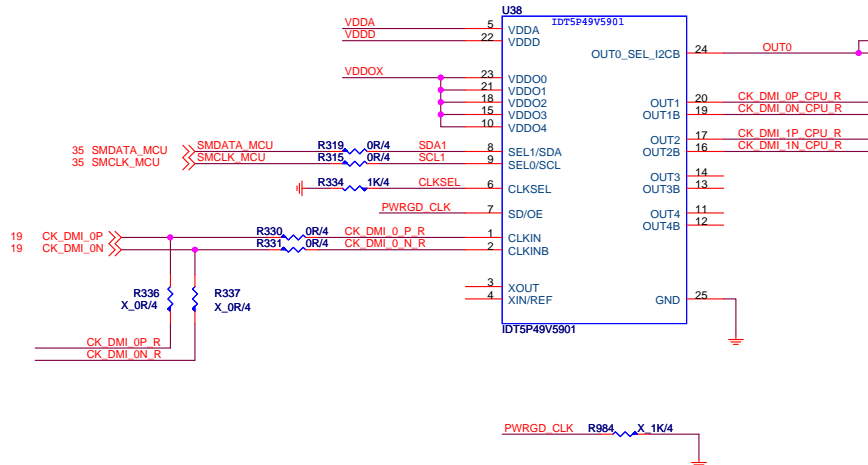 U38
IDT5P49V5901
VDDA 5 VDDA
VDDD 22 VDDD
OUT0_SEL_I2CB 24 OUT0
VDDOX 23 VDDO0
21 VDDO1
18 VDDO2
15 VDDO3
10 VDDO4
OUT1 20 CK_DMI_0P_CPU_R
OUT1B 19 CK_DMI_0N_CPU_R
OUT2 17 CK_DMI_1P_CPU_R
OUT2B 16 CK_DMI_1N_CPU_R
35 SMDATA_MCU SMDATA_MCU R319 0R/4 SDA1 8 SEL1/SDA
35 SMCLK_MCU SMCLK_MCU R315 0R/4 SCL1 9 SEL0/SCL
OUT3 14
OUT3B 13
R334 1K/4 CLKSEL 6 CLKSEL
PWRGD_CLK 7 SD/OE
OUT4 11
OUT4B 12
19 CK_DMI_0P R330 0R/4 CK_DMI_0_P_R 1 CLKIN
19 CK_DMI_0N R331 0R/4 CK_DMI_0_N_R 2 CLKINB
3 XOUT
4 XIN/REF
GND 25
R336 R337
X_0R/4 X_0R/4
IDT5P49V5901
CK_DMI_0P_R
CK_DMI_0N_R
PWRGD_CLK R984 X_1K/4